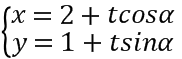 x = 2 + tcosα
y = 1 + tsinα